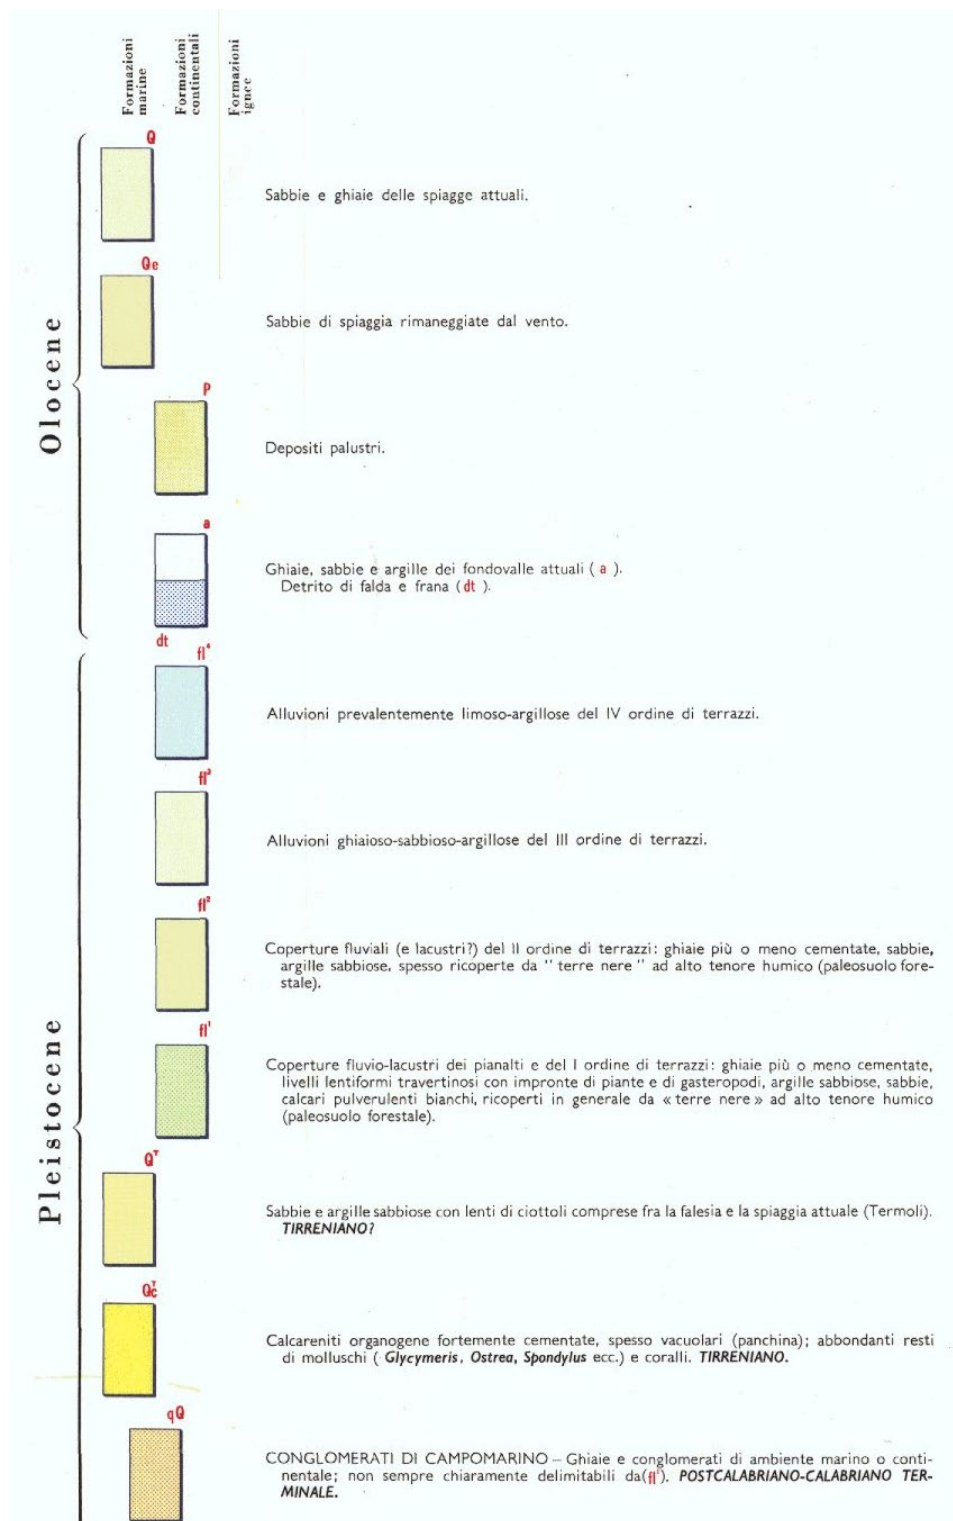 Formazioni
marine
Formazioni
continentali
Formazioni
ignee
Olocene
Q
Sabbie e ghiaie delle spiagge attuali.
Qe
Sabbie di spiaggia rimaneggiate dal vento.
p
Depositi palustri.
a
Ghiaie, sabbie e argille dei fondovalle attuali ( a ).
Detrito di falda e frana (dt ).
dt
Pleistocene
fl⁴
Alluvioni prevalentemente limoso-argillose del IV ordine di terrazzi.
fl³
Alluvioni ghiaioso-sabbioso-argillose del III ordine di terrazzi.
fl²
Coperture fluviali (e lacustri?) del II ordine di terrazzi: ghiaie più o meno cementate, sabbie,
argille sabbiose, spesso ricoperte da " terre nere " ad alto tenore humico (paleosuolo fore-
stale).
fl¹
Coperture fluvio-lacustri dei pianalti e del I ordine di terrazzi: ghiaie più o meno cementate,
livelli lentiformi travertinosi con impronte di piante e di gasteropodi, argille sabbiose, sabbie,
calcari pulverulenti bianchi, ricoperti in generale da « terre nere » ad alto tenore humico
(paleosuolo forestale).
Qᵀ
Sabbie e argille sabbiose con lenti di ciottoli comprese fra la falesia e la spiaggia attuale (Termoli).
TIRRENIANO?
Qcᵀ
Calcareniti organogene fortemente cementate, spesso vacuolari (panchina); abbondanti resti
di molluschi ( Glycymeris, Ostrea, Spondylus ecc.) e coralli. TIRRENIANO.
qQ
CONGLOMERATI DI CAMPOMARINO – Ghiaie e conglomerati di ambiente marino o conti-
nentale; non sempre chiaramente delimitabili da(fl¹). POSTCALABRIANO-CALABRIANO TER-
MINALE.